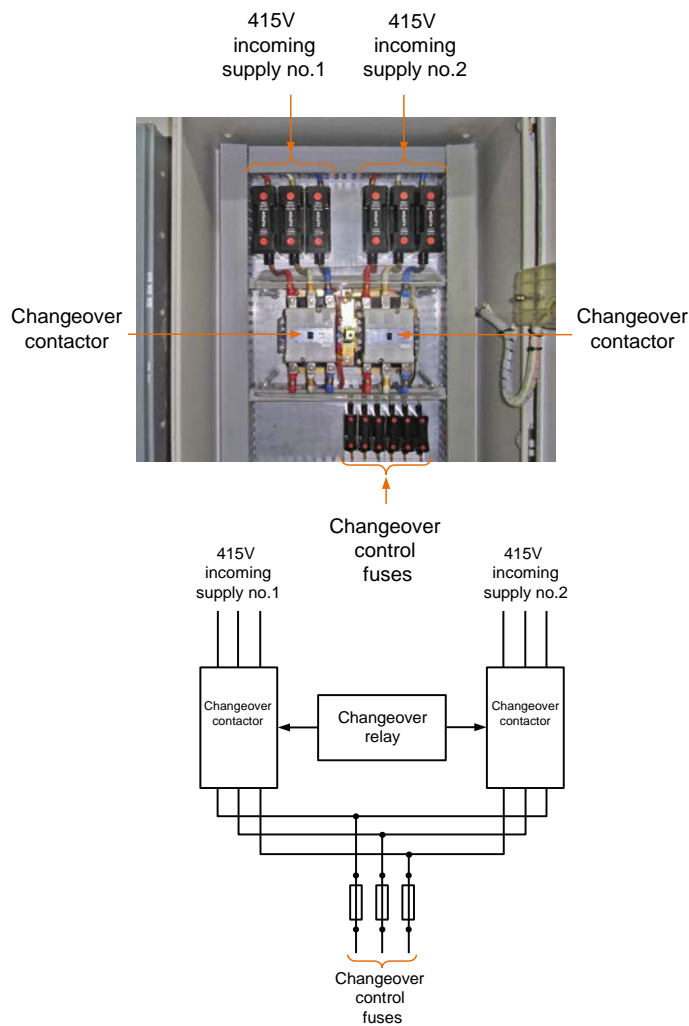 415V
incoming
supply no.1
415V
incoming
supply no.2
Changeover
contactor
Changeover
contactor
Changeover
control
fuses
415V
incoming
supply no.1
415V
incoming
supply no.2
Changeover
contactor
Changeover
relay
Changeover
contactor
Changeover
control
fuses